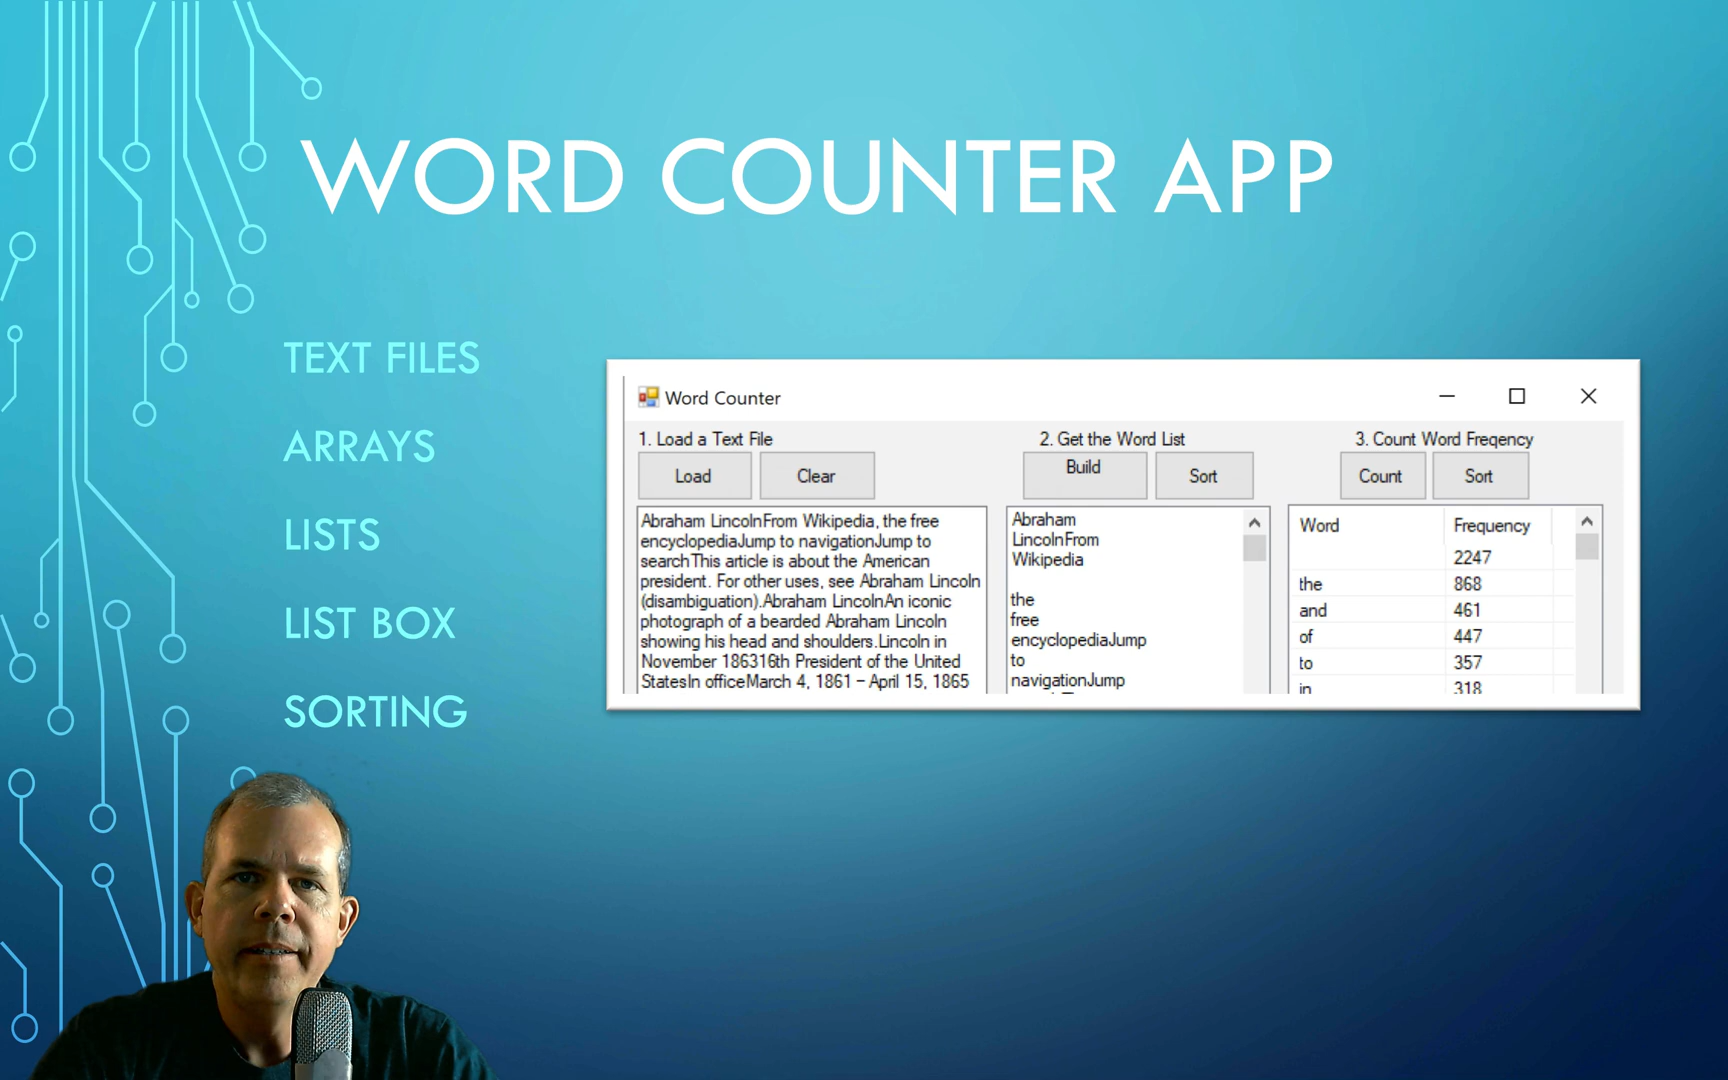 WORD COUNTER APP
TEXT FILES
ARRAYS
LISTS
LIST BOX
SORTING
Word Counter
1. Load a Text File
Load
Clear
Abraham LincolnFrom Wikipedia, the free
encyclopediaJump to navigationJump to
searchThis article is about the American
president. For other uses, see Abraham Lincoln
(disambiguation).Abraham LincolnAn iconic
photograph of a bearded Abraham Lincoln
showing his head and shoulders.Lincoln in
November 186316th President of the United
StatesIn officeMarch 4, 1861 – April 15, 1865
2. Get the Word List
Build
Sort
Abraham
LincolnFrom
Wikipedia
the
free
encyclopediaJump
to
navigationJump
3. Count Word Freqency
Count
Sort
Word Frequency
2247
the 868
and 461
of 447
to 357
in 318